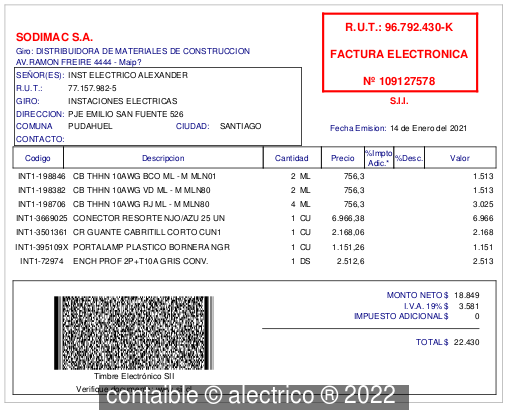 R.U.T.: 96.792.430-K
FACTURA ELECTRONICA
Nº 109127578
S.I.I.
SODIMAC S.A.
Giro: DISTRIBUIDORA DE MATERIALES DE CONSTRUCCION
AV.RAMON FREIRE 4444 - Maip?
SEÑOR(ES): INST ELECTRICO ALEXANDER
R.U.T.: 77.157.982-5
GIRO: INSTACIONES ELECTRICAS
DIRECCION: PJE EMILIO SAN FUENTE 526
COMUNA PUDAHUEL CIUDAD: SANTIAGO
CONTACTO:
Fecha Emision: 14 de Enero del 2021
Codigo Descripcion Cantidad Precio %Impto Adic.* %Desc. Valor
INT1-198846 CB THHN 10AWG BCO ML - M MLN01 2 ML 756,3 1.513
INT1-198382 CB THHN 10AWG VD ML - M MLN80 2 ML 756,3 1.513
INT1-198706 CB THHN 10AWG RJ ML - M MLN80 4 ML 756,3 3.025
INT1-3669025 CONECTOR RESORTE NJO/AZU 25 UN 1 CU 6.966,38 6.966
INT1-3501361 CR GUANTE CABRITILL CORTO CUN1 1 CU 2.168,06 2.168
INT1-395109X PORTALAMP PLASTICO BORNERA NGR 1 CU 1.151,26 1.151
INT1-72974 ENCH PROF 2P+T10A GRIS CONV. 1 DS 2.512,6 2.513
MONTO NETO $ 18.849
I.V.A. 19% $ 3.581
IMPUESTO ADICIONAL $ 0
TOTAL $ 22.430
Timbre Electrónico SII
Verifique
contaible © alectrico ® 2022